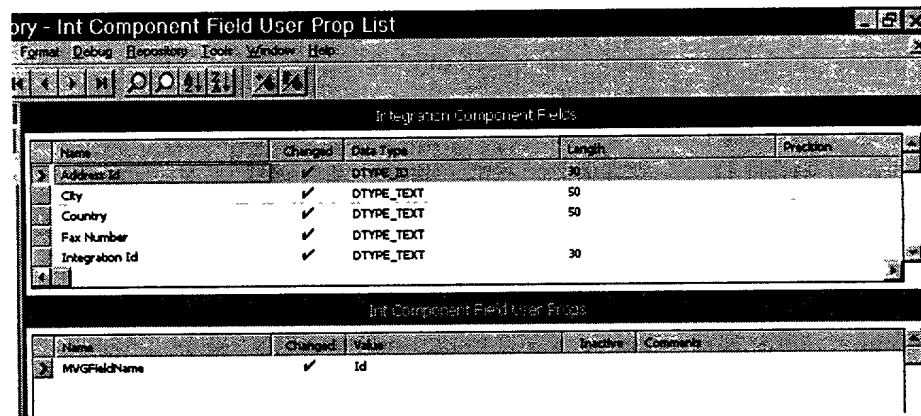 ory - Int Component Field User Prop List
Format Debug Repository Tools Window Help
Integration Component Fields
Name Changed Data Type Length Precision
Address Id ✓ DTYPE_ID 30
City ✓ DTYPE_TEXT 50
Country ✓ DTYPE_TEXT 50
Fax Number ✓ DTYPE_TEXT
Integration Id ✓ DTYPE_TEXT 30
Int Component Field User Props
Name Changed Value Inactive Comments
MVGFieldName ✓ Id